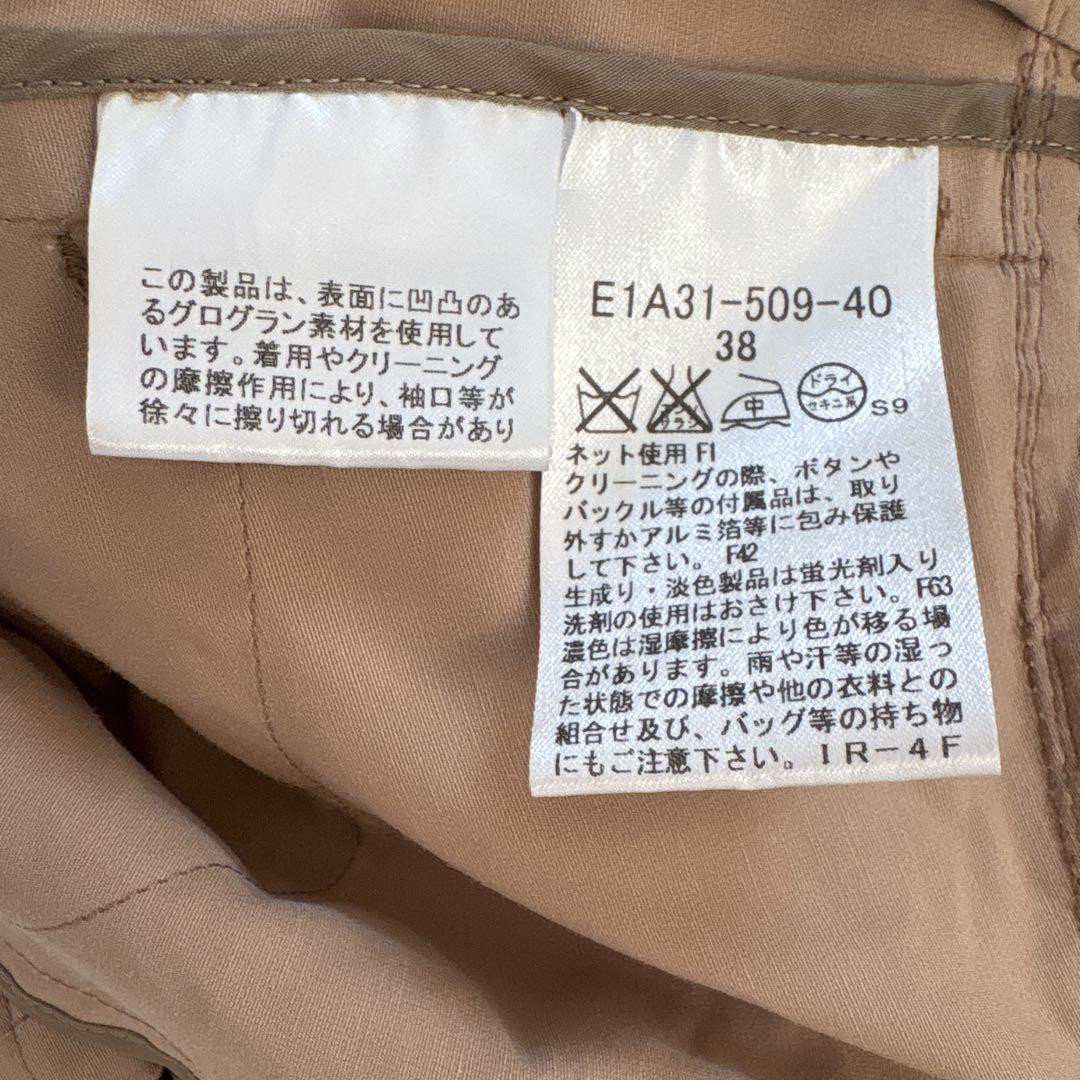 この製品は、表面に凹凸のあ
るグログラン素材を使用して
います。着用やクリーニング
の摩擦作用により、袖口等が
徐々に擦り切れる場合があり
E1A31-509-40
38
サラシ
中
ドライ
セキユ系
S9
ネット使用 F1
クリーニングの際、ボタンや
バックル等の付属品は、取り
外すかアルミ箔等に包み保護
して下さい。 F42
生成り・淡色製品は蛍光剤入り
洗剤の使用はおさけ下さい。F63
濃色は湿摩擦により色が移る場
合があります。雨や汗等の湿っ
た状態での摩擦や他の衣料との
組合せ及び、バッグ等の持ち物
にもご注意下さい。IR-4F